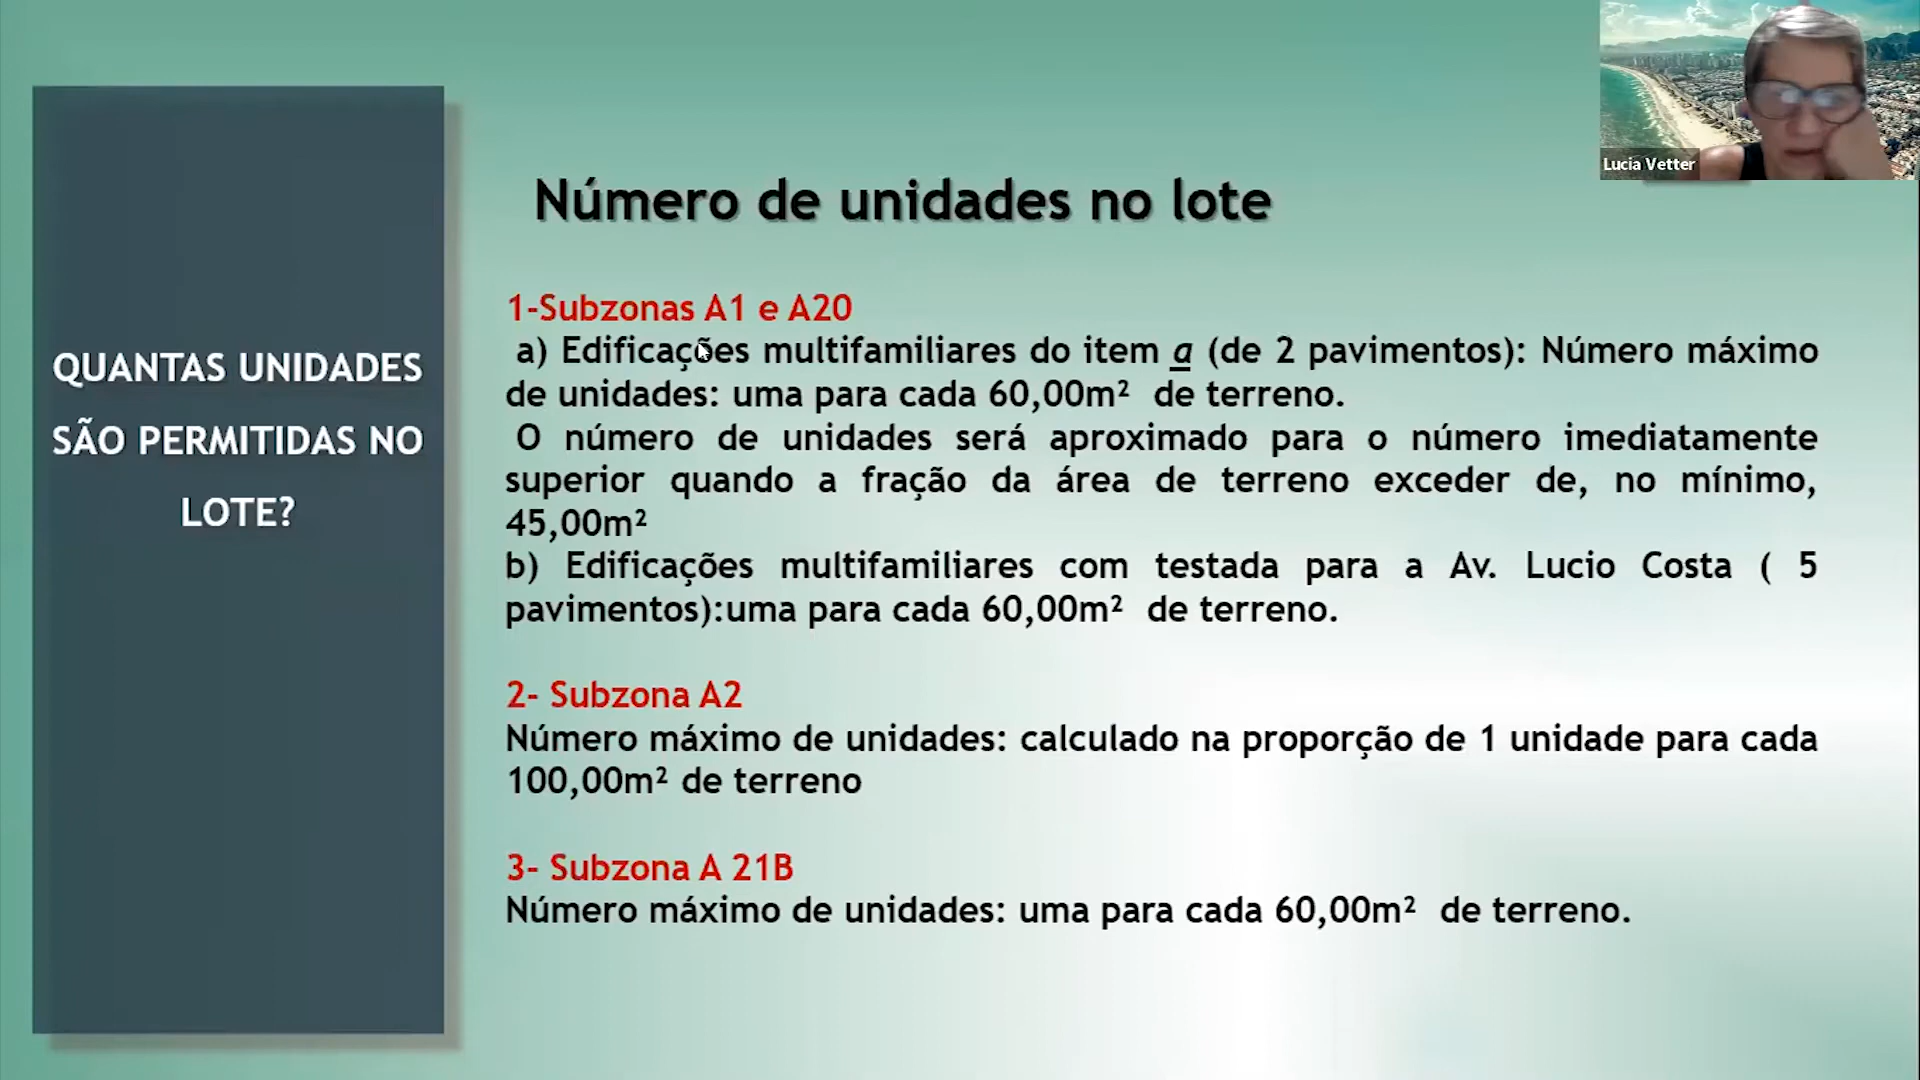 Lucia Vetter
QUANTAS UNIDADES
SÃO PERMITIDAS NO
LOTE?
Número de unidades no lote
1-Subzonas A1 e A20
a) Edificações multifamiliares do item a (de 2 pavimentos): Número máximo
de unidades: uma para cada 60,00m² de terreno.
O número de unidades será aproximado para o número imediatamente
superior quando a fração da área de terreno exceder de, no mínimo,
45,00m²
b) Edificações multifamiliares com testada para a Av. Lucio Costa ( 5
pavimentos):uma para cada 60,00m² de terreno.
2- Subzona A2
Número máximo de unidades: calculado na proporção de 1 unidade para cada
100,00m² de terreno
3- Subzona A 21B
Número máximo de unidades: uma para cada 60,00m² de terreno.